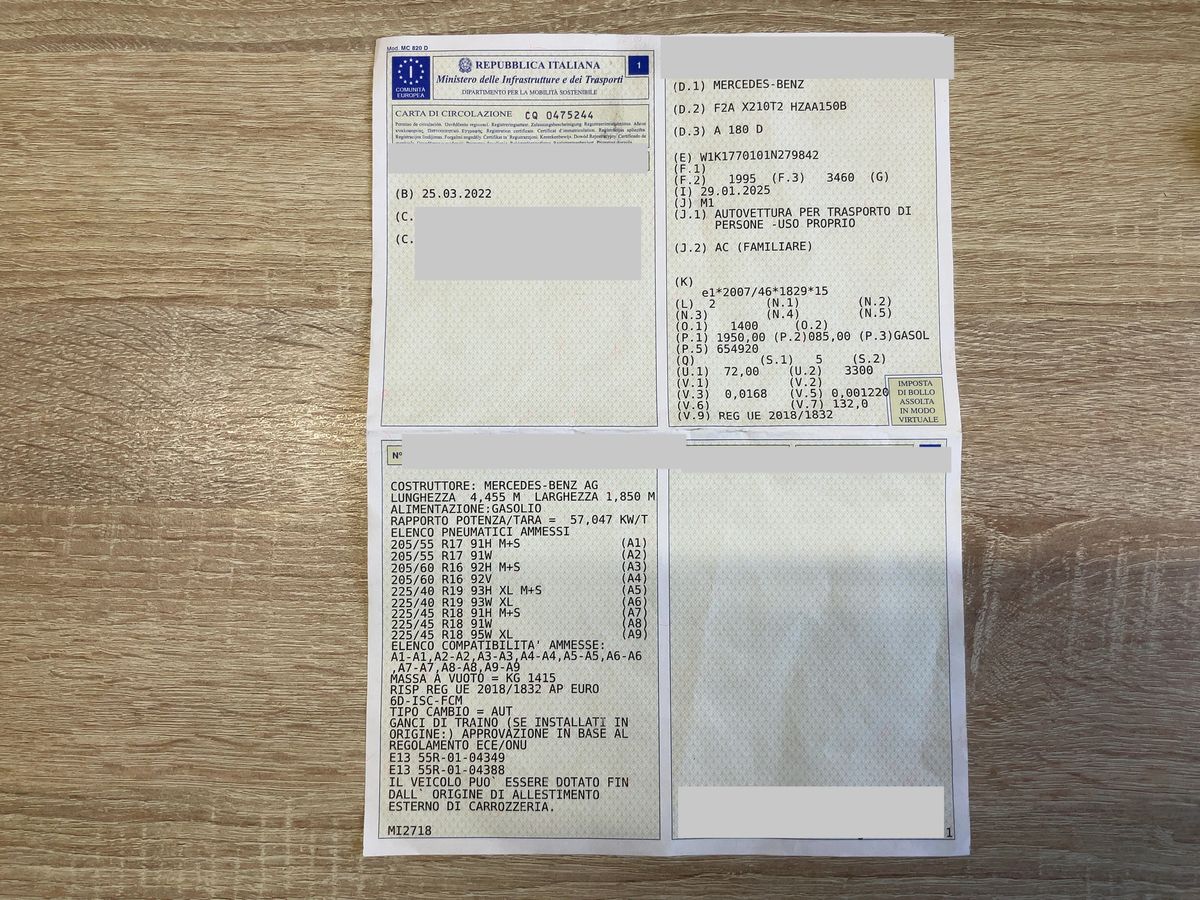 Mod. MC 820 D
COMUNITÀ
EUROPEA
REPUBBLICA ITALIANA
Ministero delle Infrastrutture e dei Trasporti
DIPARTIMENTO PER LA MOBILITÀ SOSTENIBILE
1
CARTA DI CIRCOLAZIONE CQ 0475244
(B) 25.03.2022
(C.
(C.
(D.1) MERCEDES-BENZ
(D.2) F2A X210T2 HZAA150B
(D.3) A 180 D
(E) W1K1770101N279842
(F.1)
(F.2) 1995 (F.3) 3460 (G)
(I) 29.01.2025
(J) M1
(J.1) AUTOVETTURA PER TRASPORTO DI
PERSONE -USO PROPRIO
(J.2) AC (FAMILIARE)
(K)
e1*2007/46*1829*15
(L) 2 (N.1) (N.2)
(N.3) (N.4) (N.5)
(O.1) 1400 (O.2)
(P.1) 1950,00 (P.2)085,00 (P.3)GASOL
(P.5) 654920
(Q) (S.1) 5 (S.2)
(U.1) 72,00 (U.2) 3300
(V.1) (V.2)
(V.3) 0,0168 (V.5) 0,001220
(V.6) (V.7) 132,0
(V.9) REG UE 2018/1832
IMPOSTA
DI BOLLO
ASSOLTA
IN MODO
VIRTUALE
N°
COSTRUTTORE: MERCEDES-BENZ AG
LUNGHEZZA 4,455 M LARGHEZZA 1,850 M
ALIMENTAZIONE:GASOLIO
RAPPORTO POTENZA/TARA = 57,047 KW/T
ELENCO PNEUMATICI AMMESSI
205/55 R17 91H M+S (A1)
205/55 R17 91W (A2)
205/60 R16 92H M+S (A3)
205/60 R16 92V (A4)
225/40 R19 93H XL M+S (A5)
225/40 R19 93W XL (A6)
225/45 R18 91H M+S (A7)
225/45 R18 91W (A8)
225/45 R18 95W XL (A9)
ELENCO COMPATIBILITA' AMMESSE:
A1-A1,A2-A2,A3-A3,A4-A4,A5-A5,A6-A6
,A7-A7,A8-A8,A9-A9
MASSA A VUOTO = KG 1415
RISP REG UE 2018/1832 AP EURO
6D-ISC-FCM
TIPO CAMBIO = AUT
GANCI DI TRAINO (SE INSTALLATI IN
ORIGINE:) APPROVAZIONE IN BASE AL
REGOLAMENTO ECE/ONU
E13 55R-01-04349
E13 55R-01-04388
IL VEICOLO PUO` ESSERE DOTATO FIN
DALL` ORIGINE DI ALLESTIMENTO
ESTERNO DI CARROZZERIA.
MI2718
1